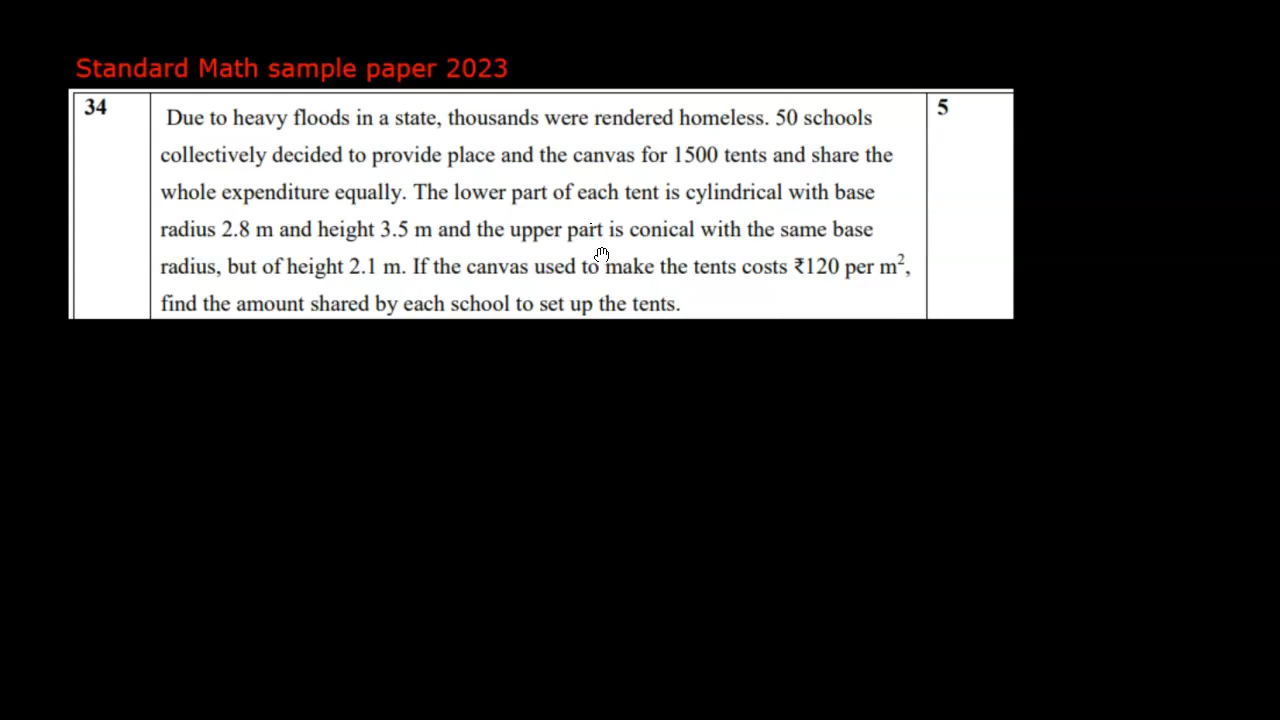 Standard Math sample paper 2023
34
Due to heavy floods in a state, thousands were rendered homeless. 50 schools
5
collectively decided to provide place and the canvas for 1500 tents and share the
whole expenditure equally. The lower part of each tent is cylindrical with base
radius 2.8 m and height 3.5 m and the upper part is conical with the same base
radius, but of height 2.1 m. If the canvas used to make the tents costs ₹120 per m²,
find the amount shared by each school to set up the tents.